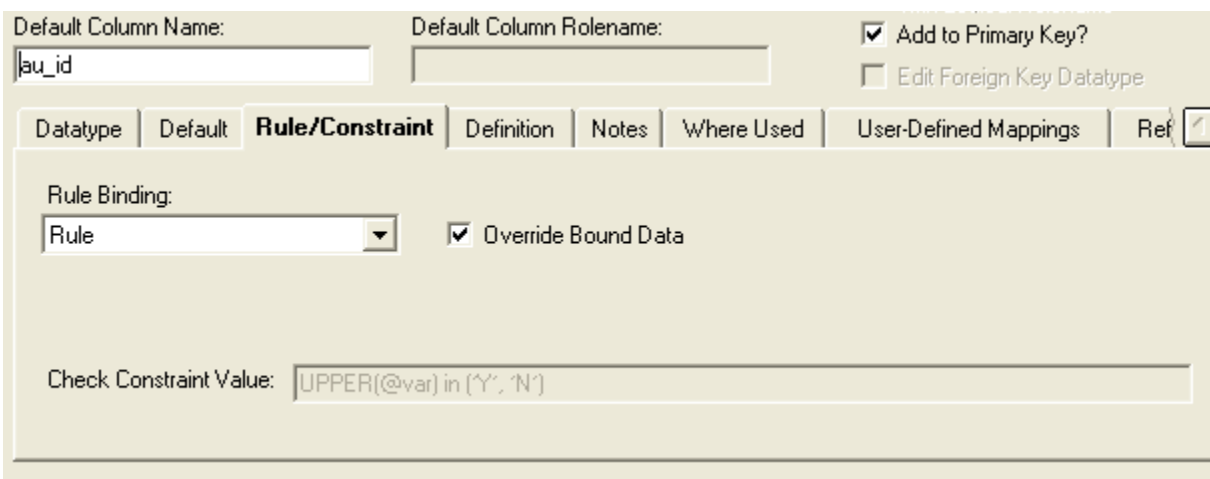 Default Column Name: Default Column Rolename:
Add to Primary Key?
au_id
Edit Foreign Key Datatype
Datatype Default Rule/Constraint Definition Notes Where Used User-Defined Mappings Ref
Rule Binding:
Rule Override Bound Data
Check Constraint Value: UPPER(@var) in ('Y', 'N')